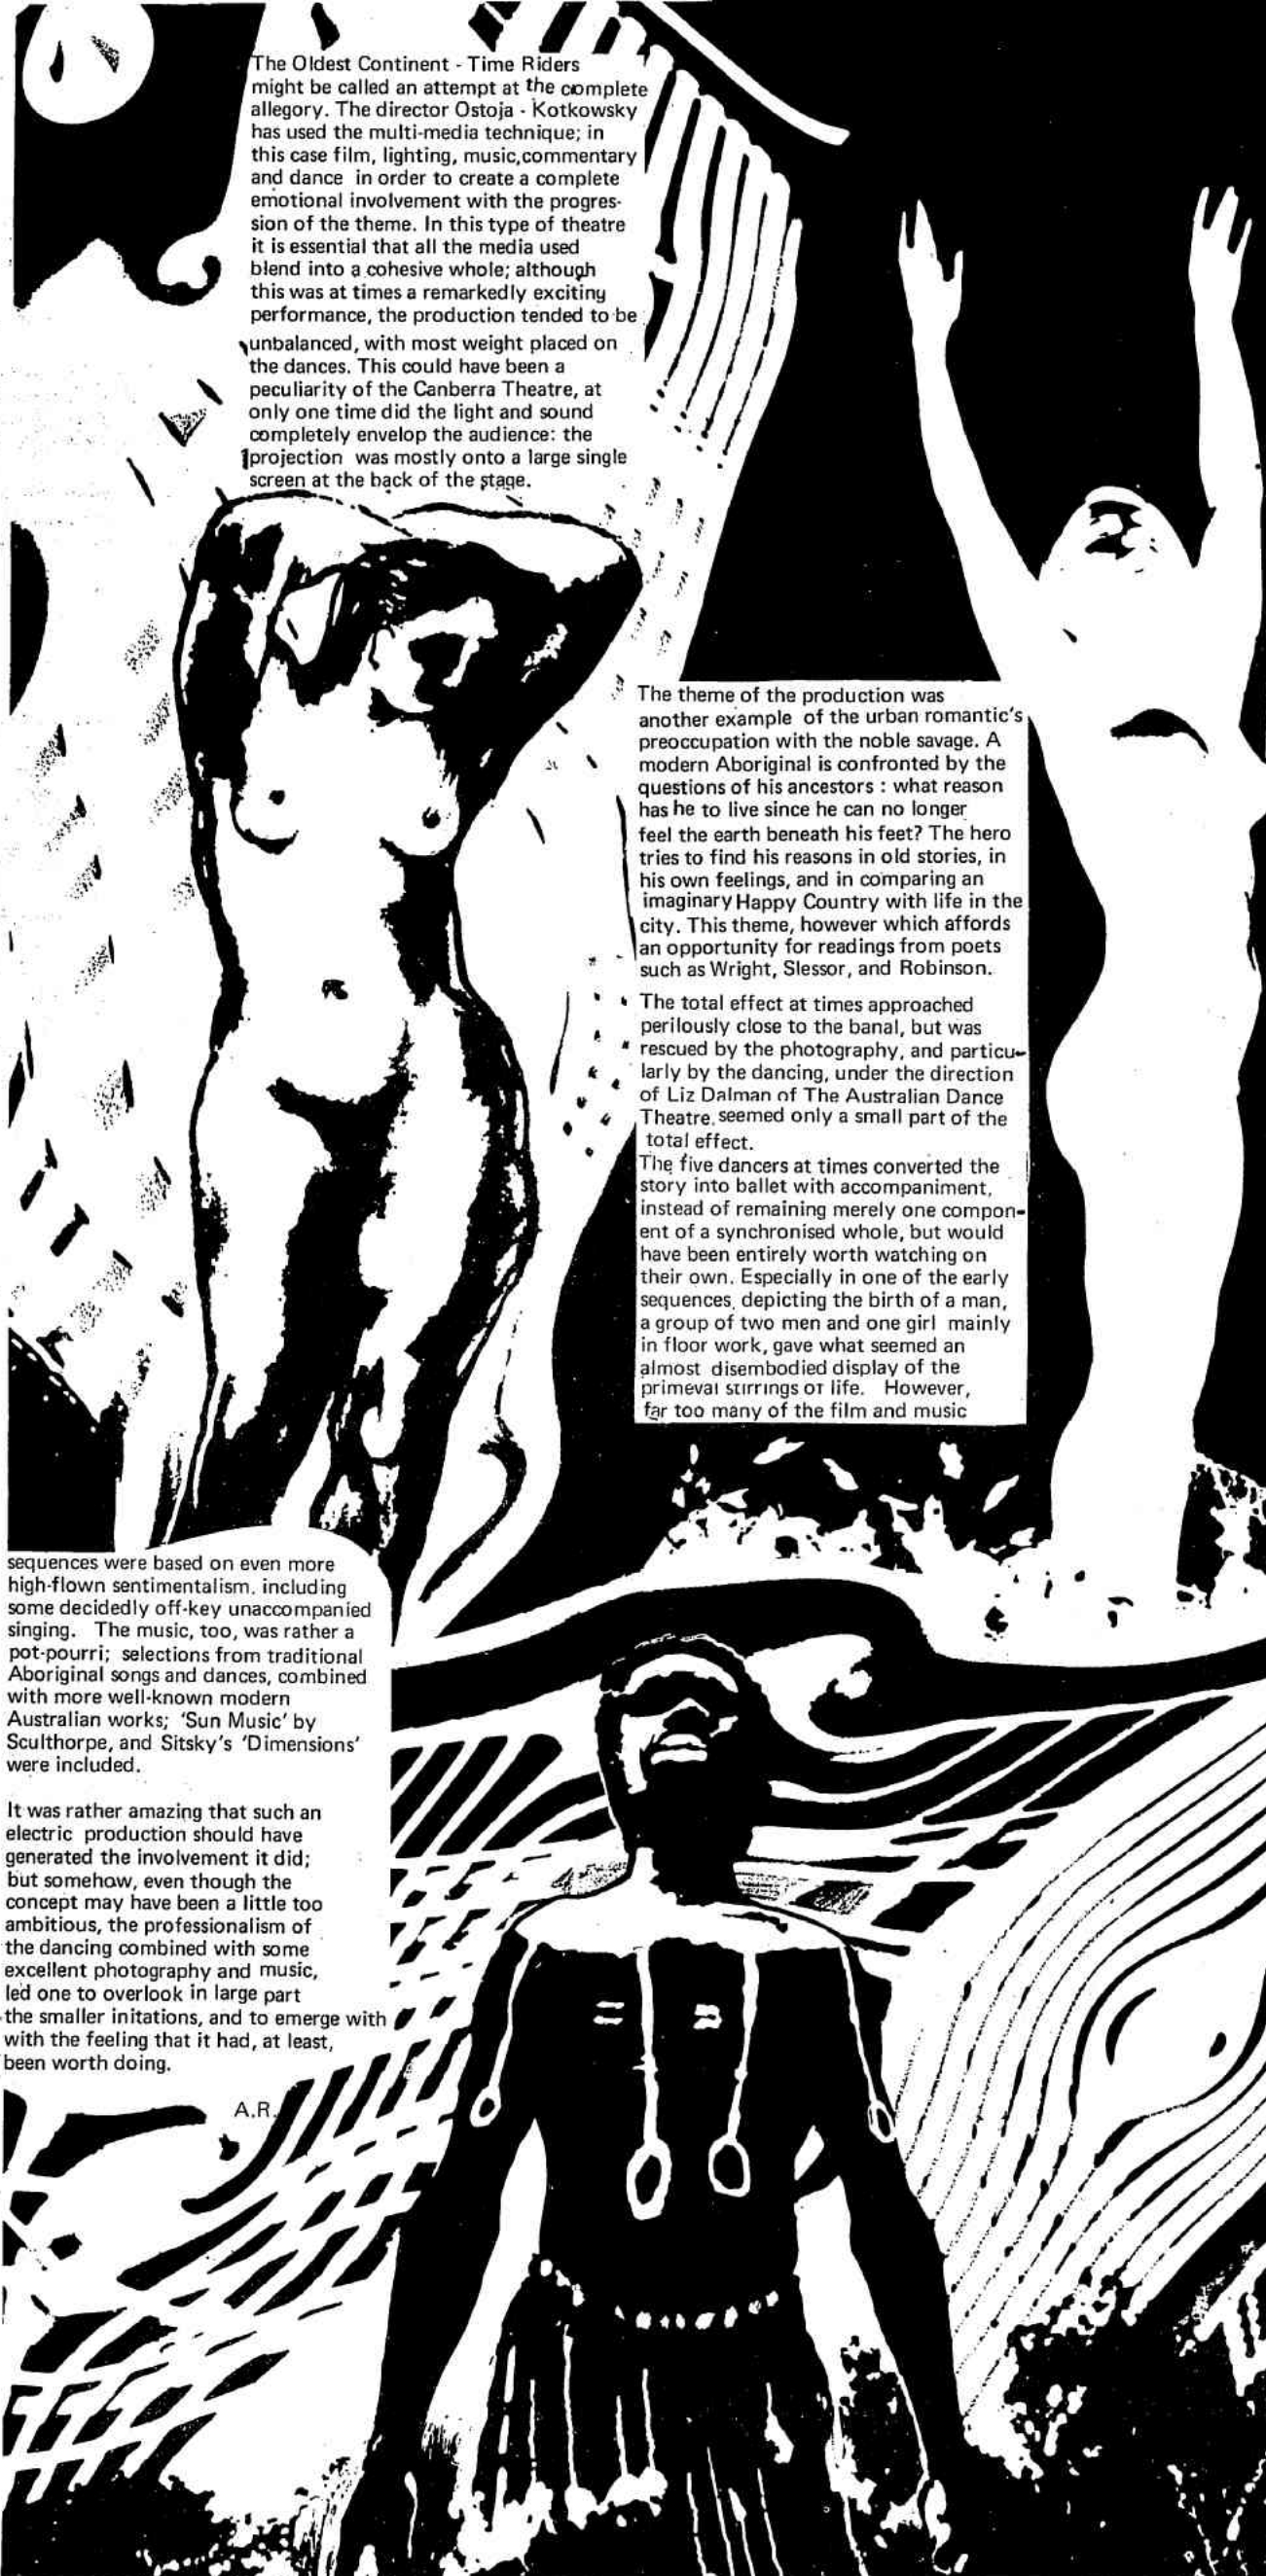 The Oldest Continent - Time Riders
might be called an attempt at the complete
allegory. The director Ostoja - Kotkowsky
has used the multi-media technique; in
this case film, lighting, music,commentary
and dance in order to create a complete
emotional involvement with the progres-
sion of the theme. In this type of theatre
it is essential that all the media used
blend into a cohesive whole; although
this was at times a remarkedly exciting
performance, the production tended to be
unbalanced, with most weight placed on
the dances. This could have been a
peculiarity of the Canberra Theatre, at
only one time did the light and sound
completely envelop the audience: the
projection was mostly onto a large single
screen at the back of the stage.
The theme of the production was
another example of the urban romantic's
preoccupation with the noble savage. A
modern Aboriginal is confronted by the
questions of his ancestors : what reason
has he to live since he can no longer
feel the earth beneath his feet? The hero
tries to find his reasons in old stories, in
his own feelings, and in comparing an
imaginary Happy Country with life in the
city. This theme, however which affords
an opportunity for readings from poets
such as Wright, Slessor, and Robinson.
The total effect at times approached
perilously close to the banal, but was
rescued by the photography, and particu-
larly by the dancing, under the direction
of Liz Dalman of The Australian Dance
Theatre, seemed only a small part of the
total effect.
The five dancers at times converted the
story into ballet with accompaniment,
instead of remaining merely one compon-
ent of a synchronised whole, but would
have been entirely worth watching on
their own. Especially in one of the early
sequences, depicting the birth of a man,
a group of two men and one girl mainly
in floor work, gave what seemed an
almost disembodied display of the
primeval stirrings of life. However,
far too many of the film and music
sequences were based on even more
high-flown sentimentalism, including
some decidedly off-key unaccompanied
singing. The music, too, was rather a
pot-pourri; selections from traditional
Aboriginal songs and dances, combined
with more well-known modern
Australian works; 'Sun Music' by
Sculthorpe, and Sitsky's 'Dimensions'
were included.
It was rather amazing that such an
electric production should have
generated the involvement it did;
but somehow, even though the
concept may have been a little too
ambitious, the professionalism of
the dancing combined with some
excellent photography and music,
led one to overlook in large part
the smaller initations, and to emerge with
with the feeling that it had, at least,
been worth doing.
A.R.